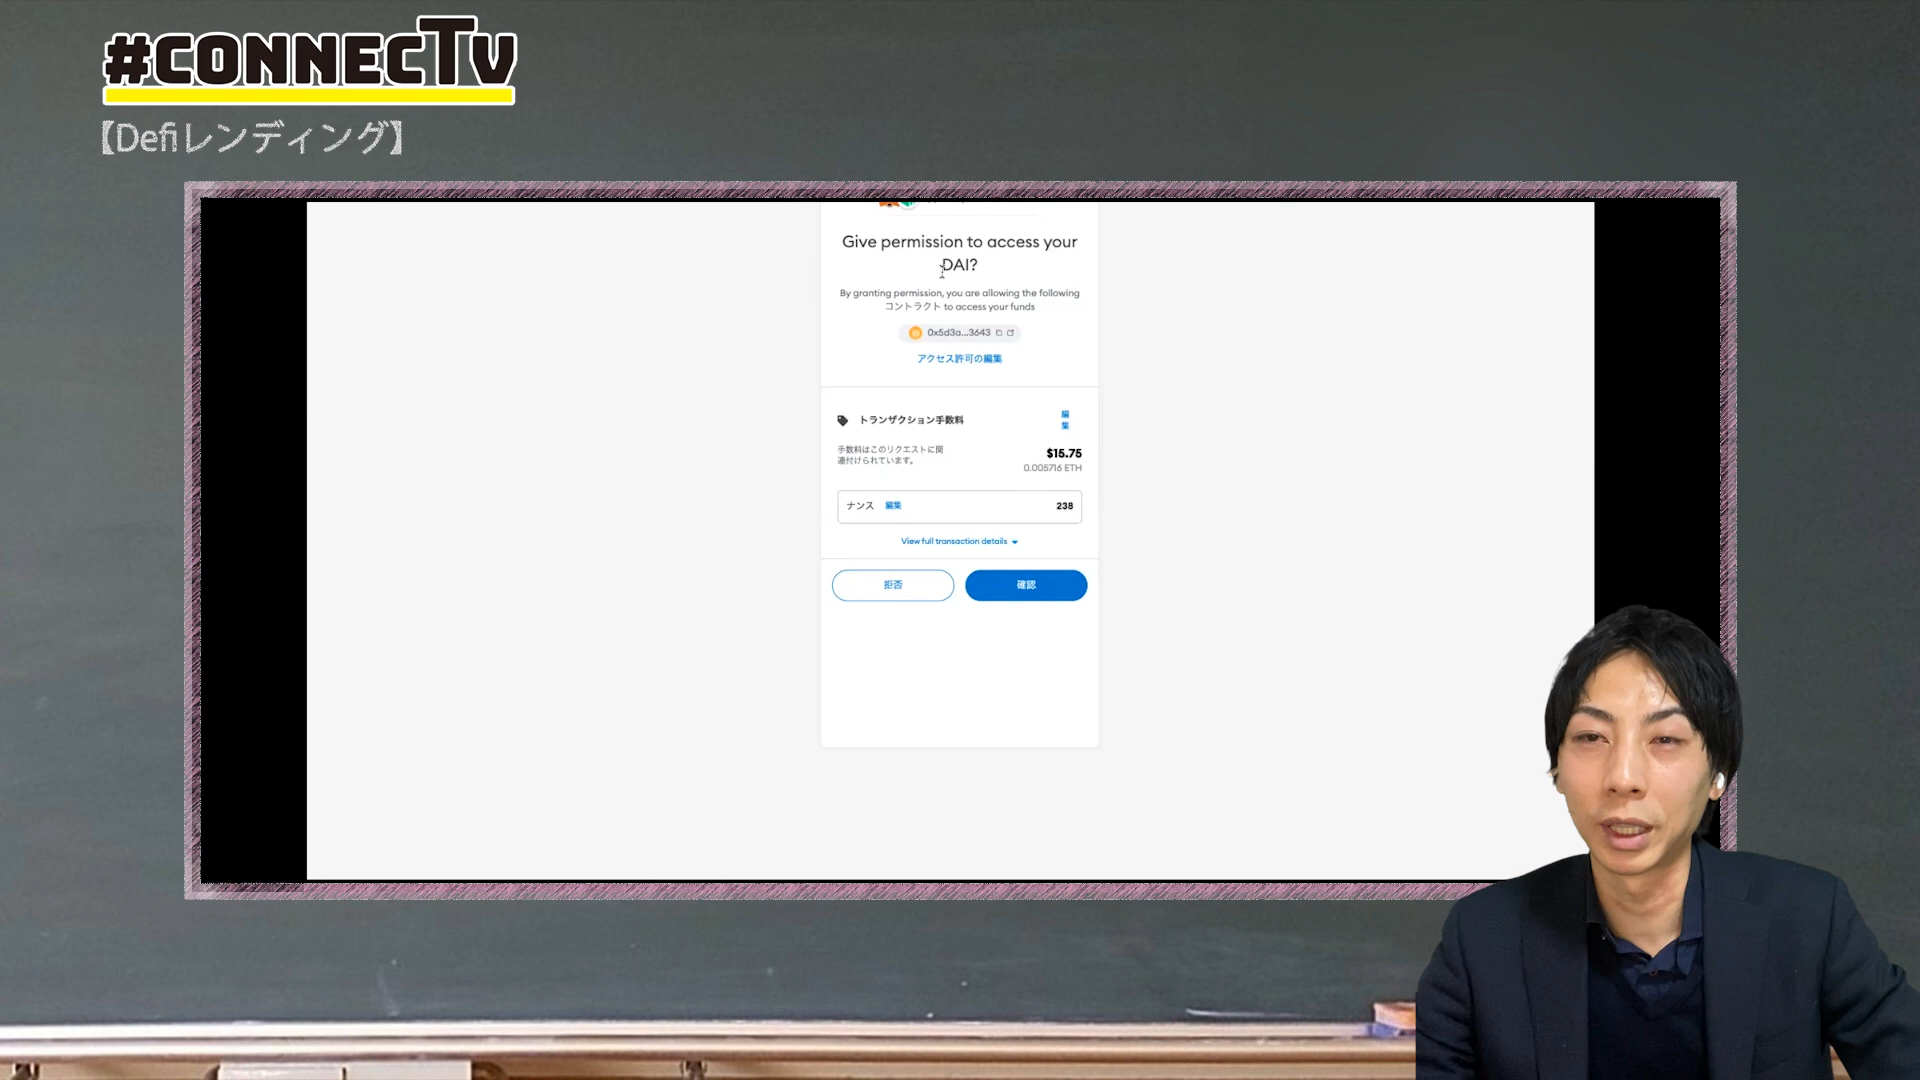 #CONNECTV
【Defiレンディング】
Give permission to access your
DAI?
By granting permission, you are allowing the following
コントラクト to access your funds
0x5d3a...3643
アクセス許可の編集
トランザクション手数料
編
集
手数料はこのリクエストに関
連付けられています。
$15.75
0.005716 ETH
ナンス 編集 238
View full transaction details
拒否 確認